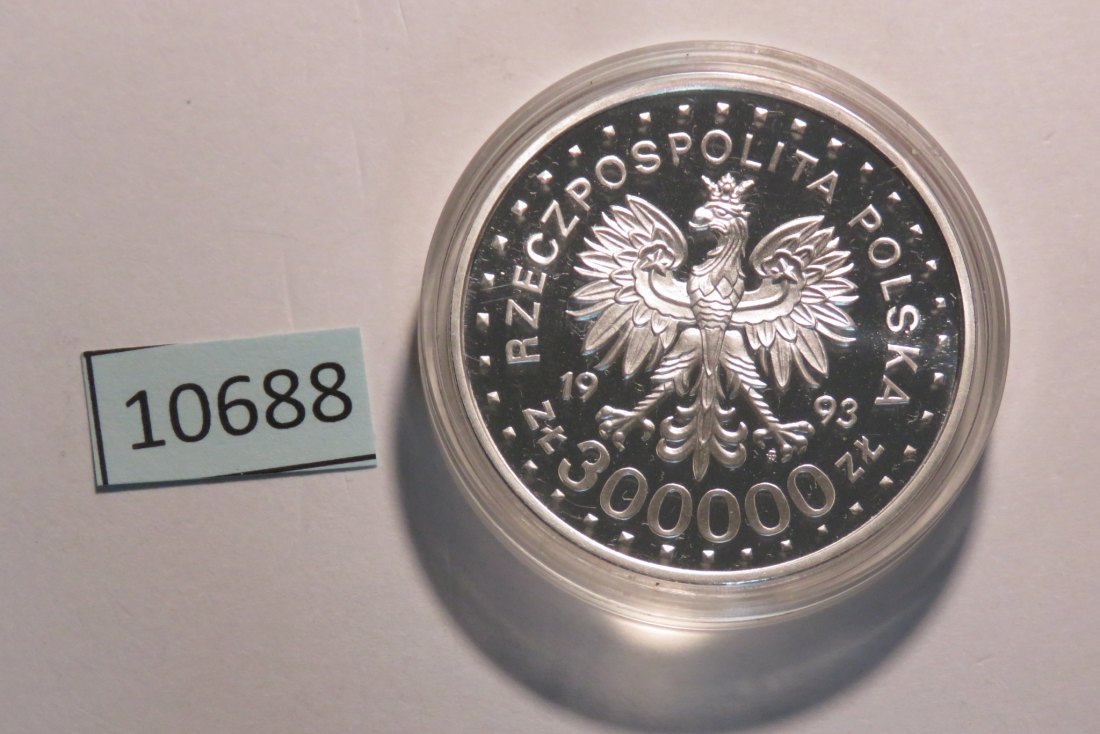 10688
RZECZPOSPOLITA POLSKA
19 93
ZŁ 300000 ZŁ